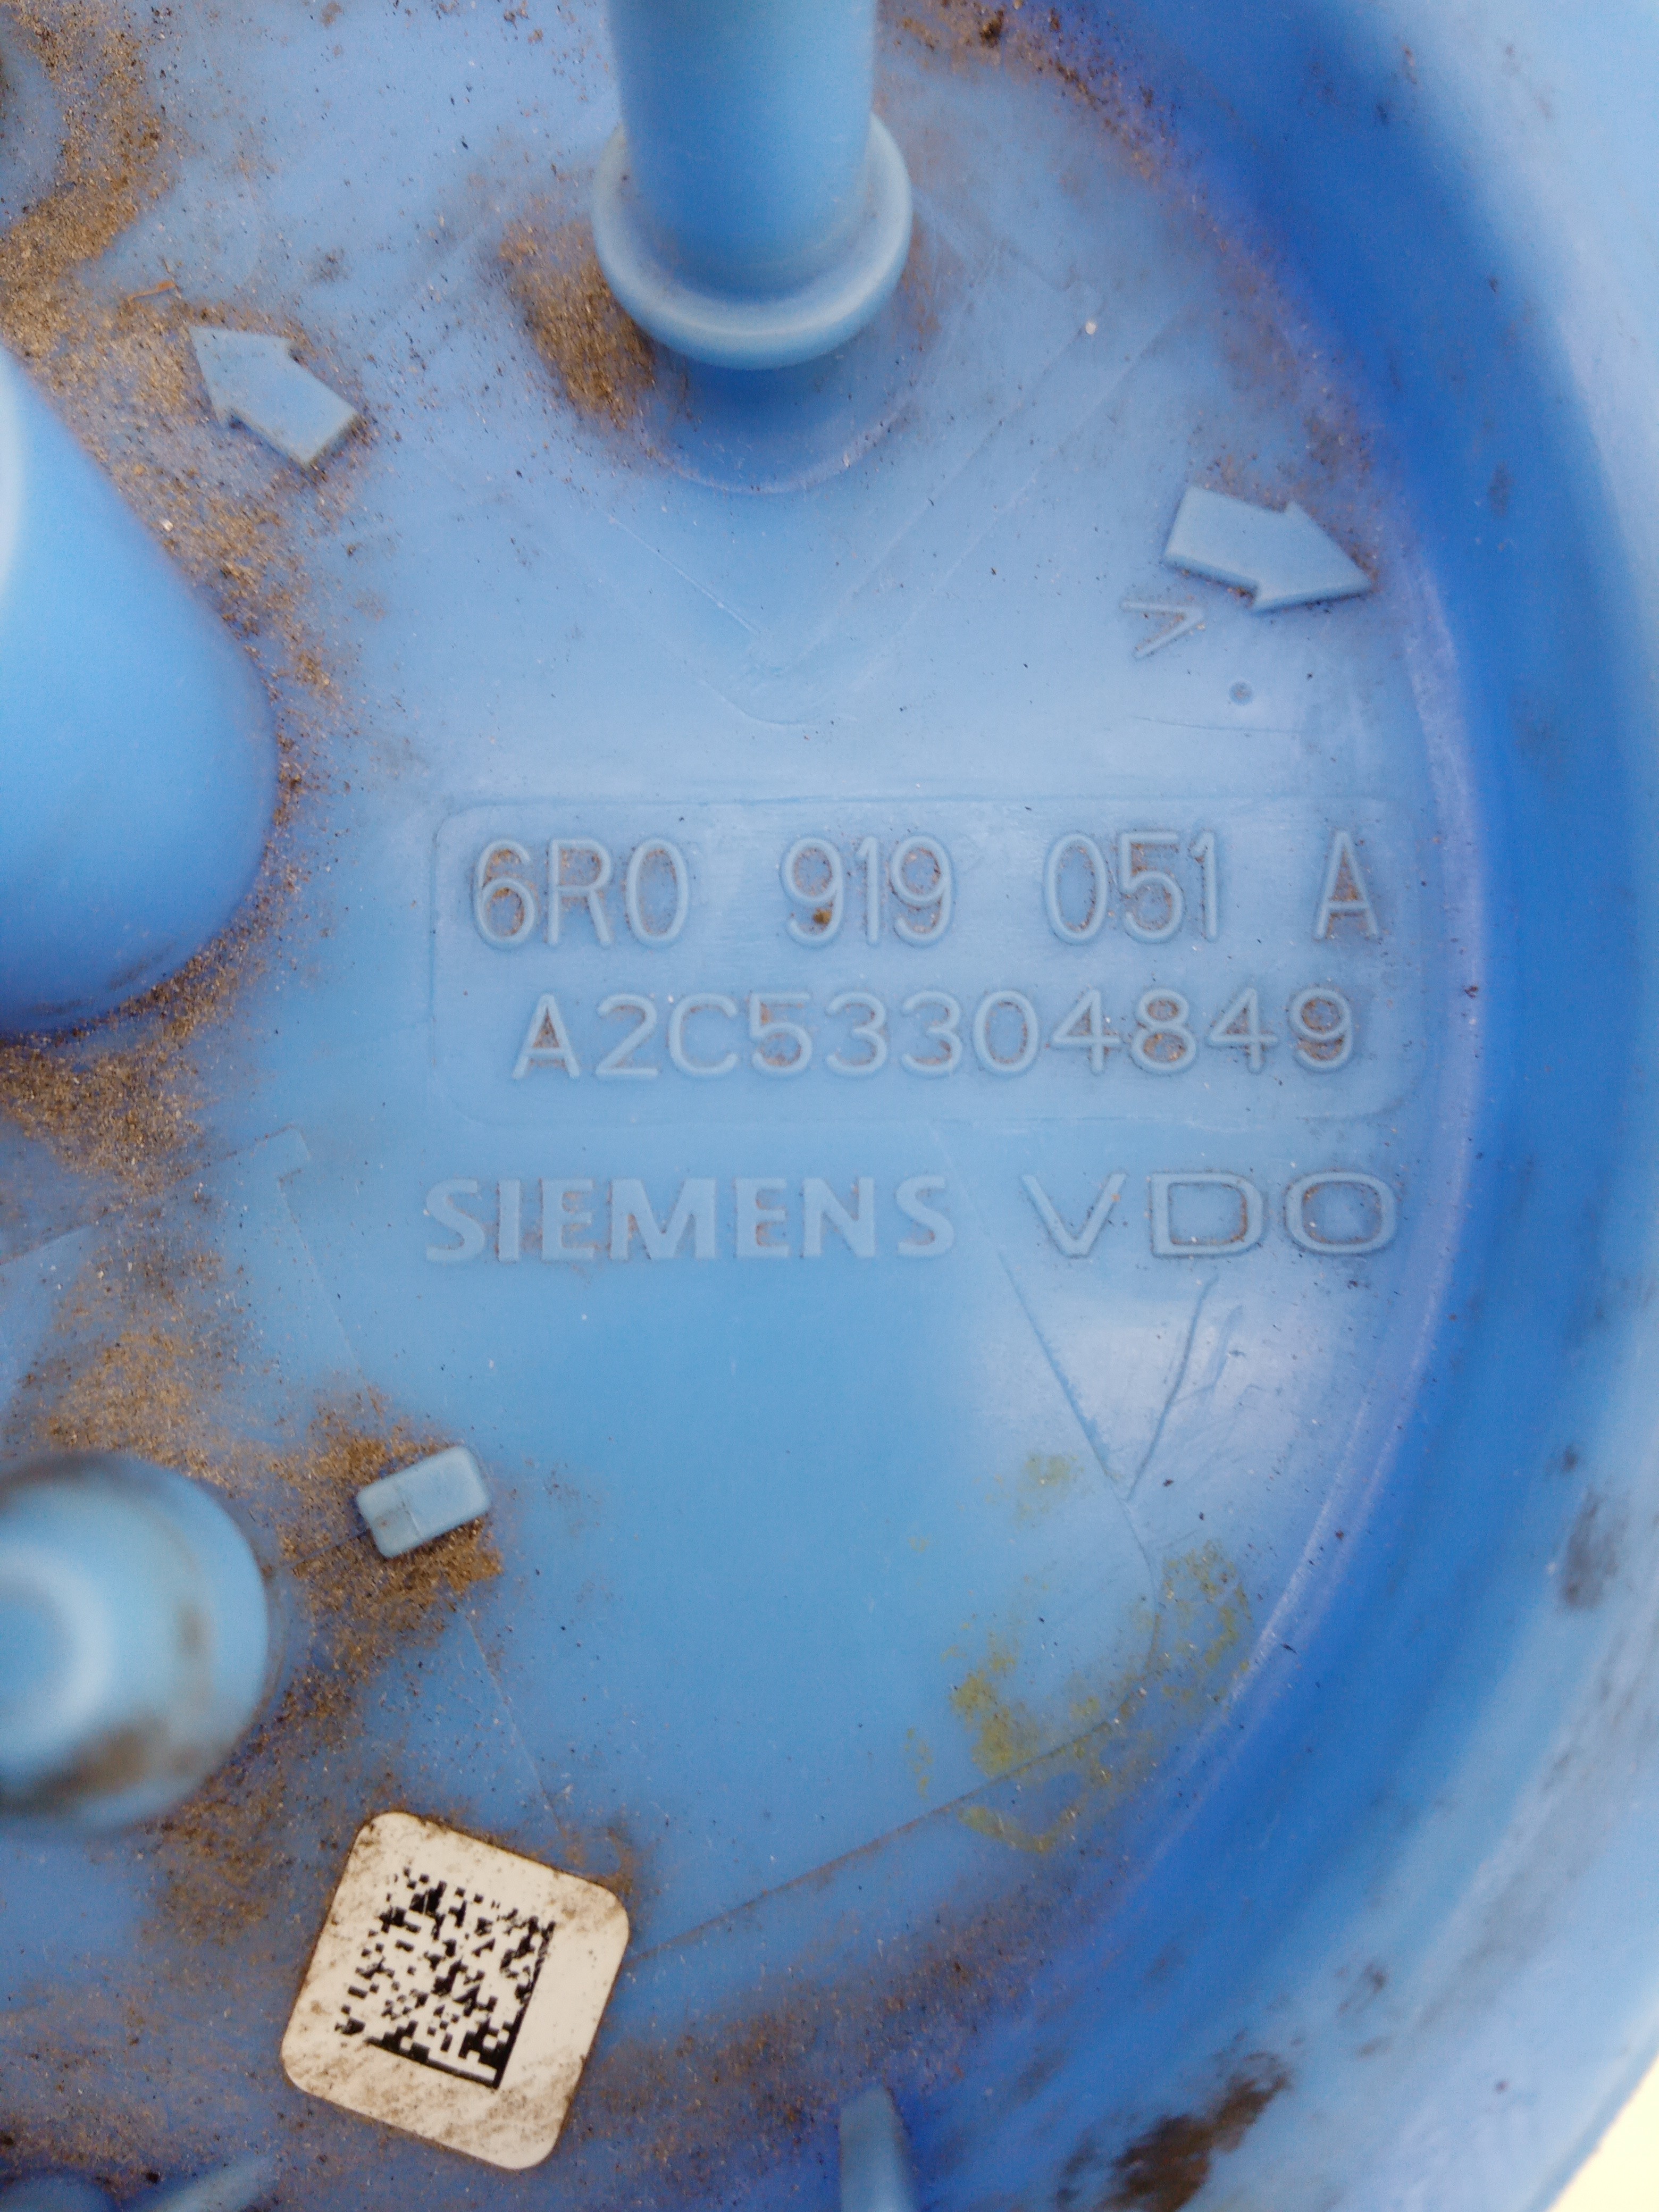 6R0 919 051 A
A2C53304849
SIEMENS VDO